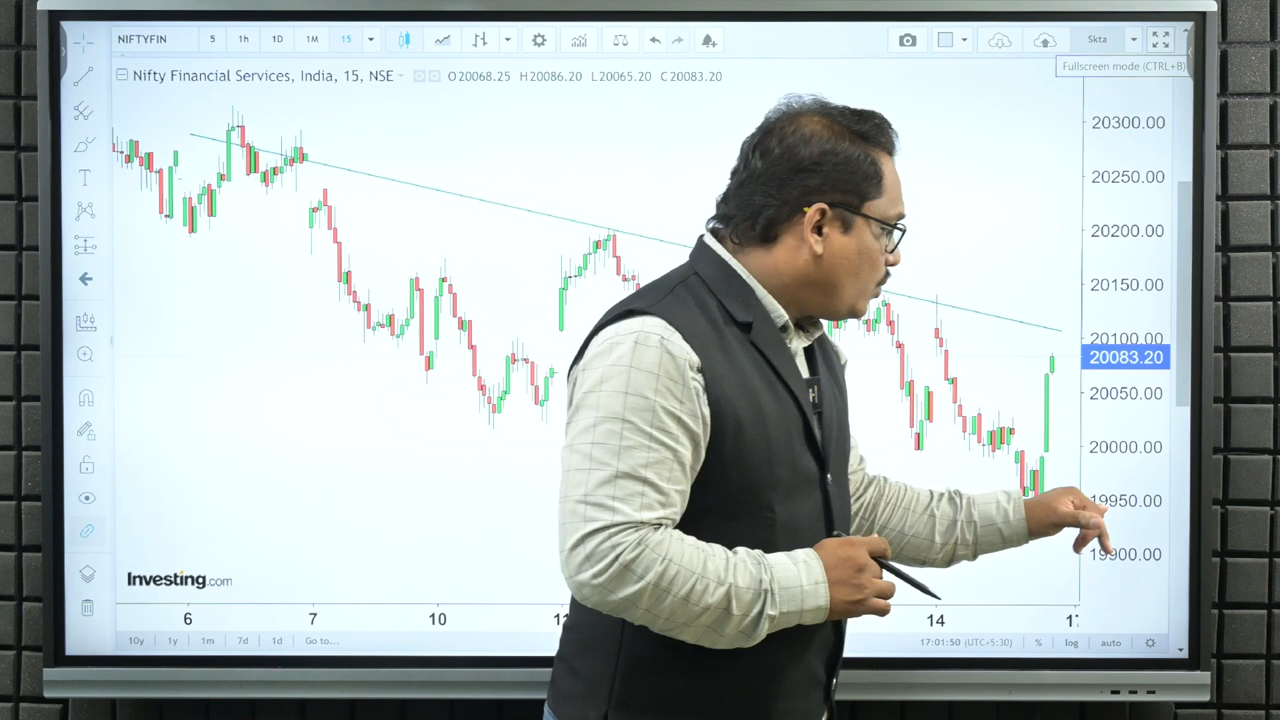 NIFTYFIN 5 1h 1D 1M 15 Skta
Fullscreen mode (CTRL+B)
Nifty Financial Services, India, 15, NSE O20068.25 H20086.20 L20065.20 C20083.20
20300.00
20250.00
20200.00
20150.00
20100.00
20083.20
20050.00
20000.00
19950.00
19900.00
Investing.com
6 7 10 11 14 17
10y 1y 1m 7d 1d Go to... 17:01:50 (UTC+5:30) % log auto